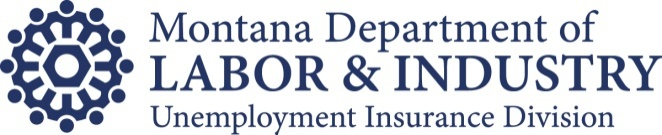 Montana Department of
LABOR & INDUSTRY
Unemployment Insurance Division